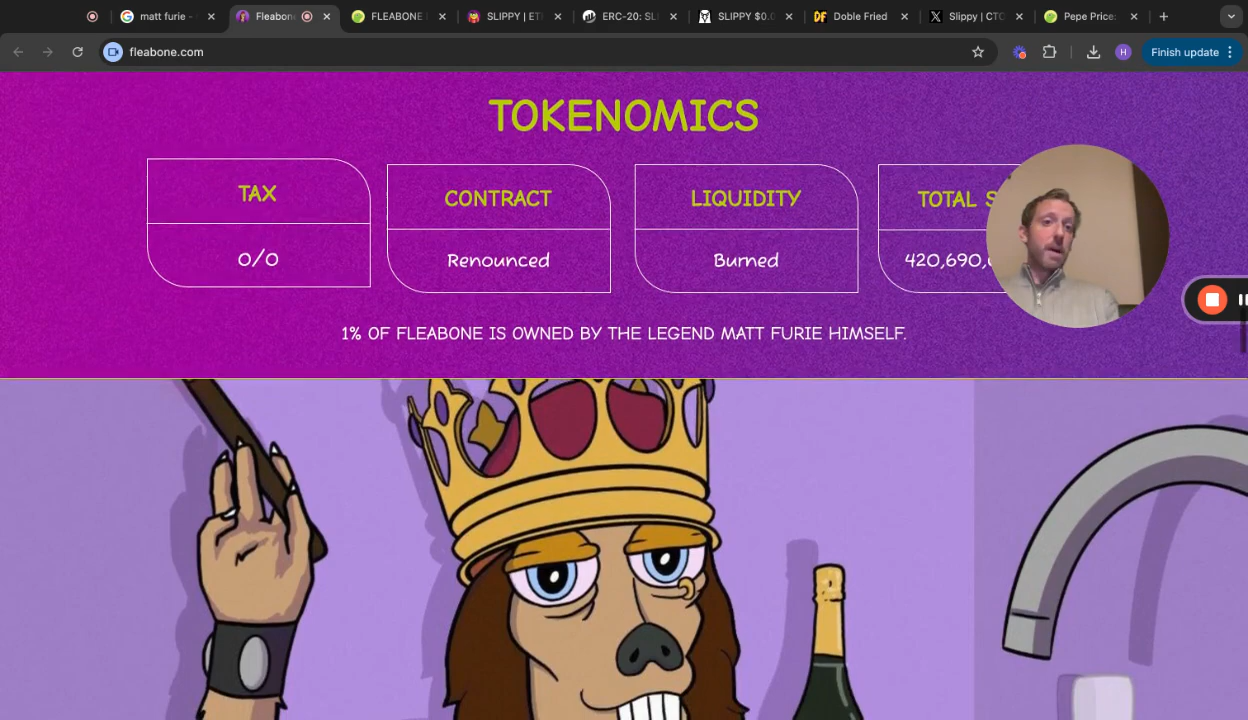 matt furie -
Fleabon
FLEABONE
SLIPPY | ET
ERC-20: SL
SLIPPY $0.0
DF
Doble Fried
Slippy | CTO
Pepe Price:
fleabone.com
H
Finish update
TOKENOMICS
TAX
CONTRACT
LIQUIDITY
TOTAL S
0/0
Renounced
Burned
420,690,
1% OF FLEABONE IS OWNED BY THE LEGEND MATT FURIE HIMSELF.